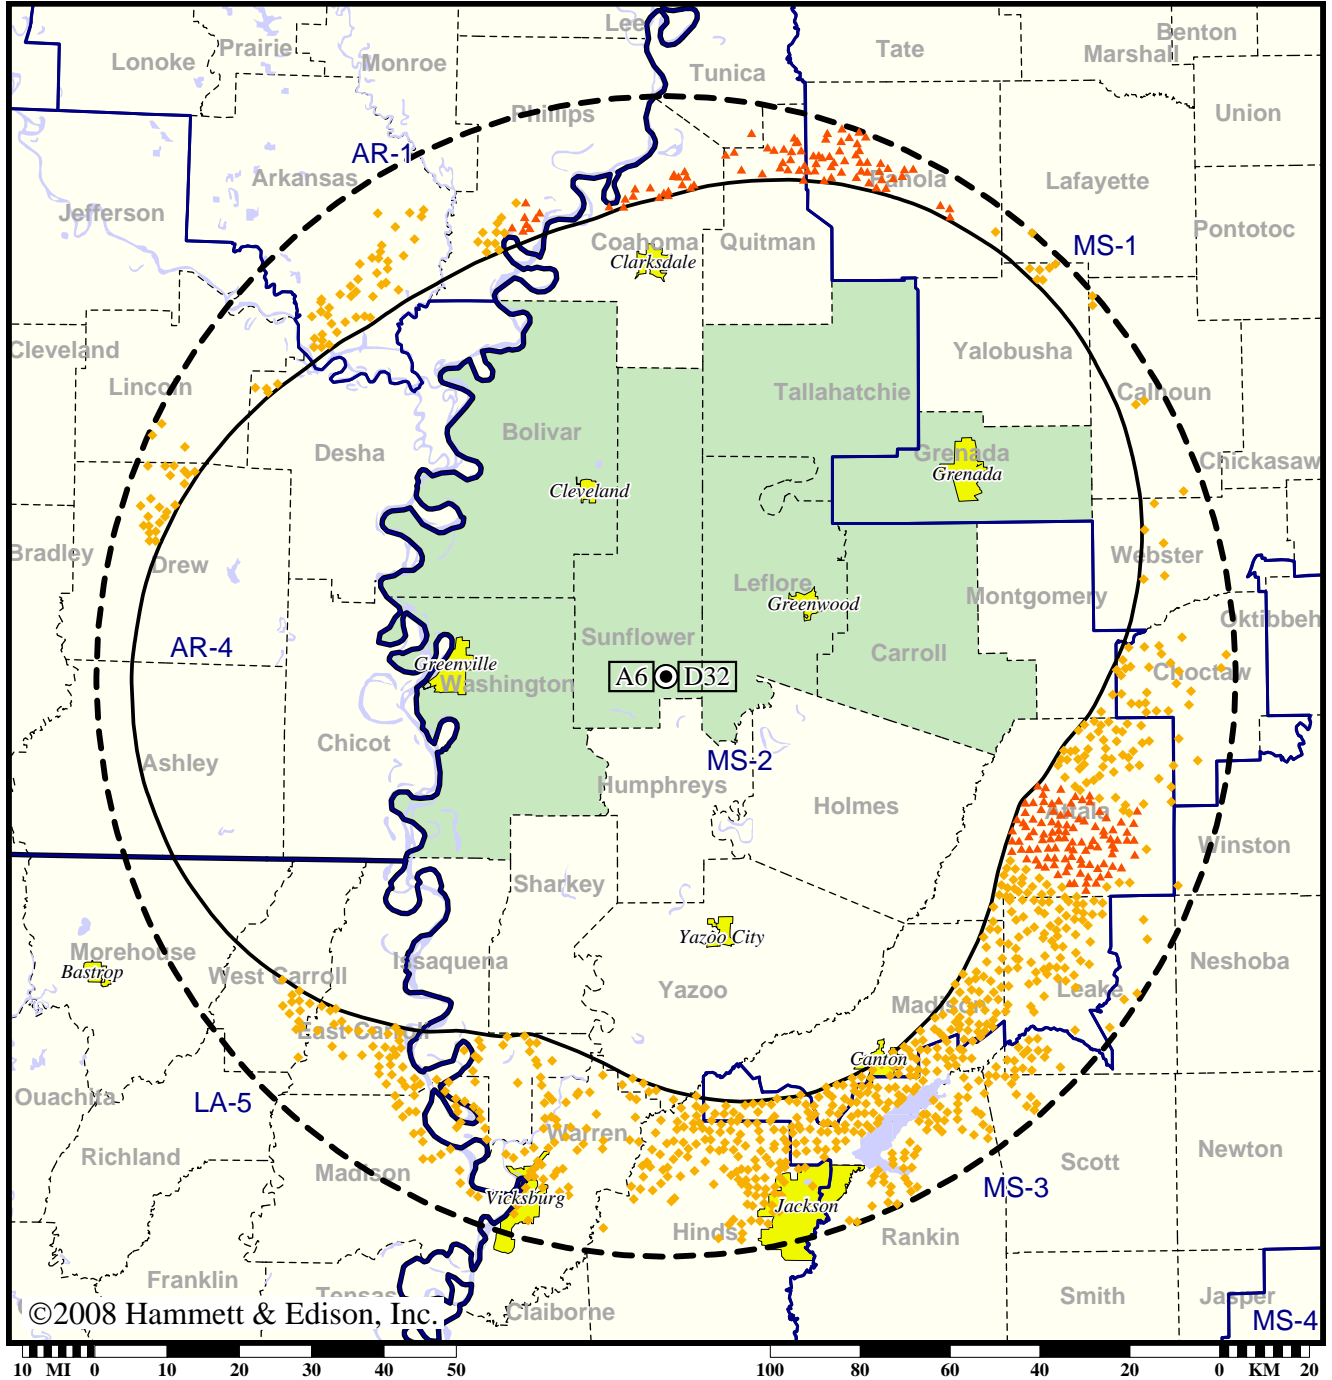 Lee
Benton
Prairie
Tate
Marshall
Lonoke
Monroe
Tunica
Phillips
Union
AR-1
Arkansas
Panola
Lafayette
Jefferson
Pontotoc
Coahoma
Quitman
MS-1
Clarksdale
Cleveland
Yalobusha
Lincoln
Tallahatchie
Calhoun
Bolivar
Desha
Grenada
Chickasaw
Grenada
Cleveland
Bradley
Drew
Webster
Leflore
Montgomery
Greenwood
Oktibbeh
Sunflower
AR-4
Carroll
Greenville
Choctaw
A6
D32
Washington
Chicot
MS-2
Ashley
Humphreys
Holmes
Attala
Winston
Sharkey
Yazoo City
Morehouse
Bastrop
West Carroll
Issaquena
Neshoba
Yazoo
Leake
Madison
East Carroll
Canton
Ouachita
LA-5
Warren
Newton
Richland
Scott
Madison
MS-3
Vicksburg
Jackson
Hinds
Rankin
Franklin
Tensas
Smith
Jasper
©2008 Hammett & Edison, Inc.
Claiborne
MS-4
10 MI 0 10 20 30 40 50
100 80 60 40 20 0 KM 20